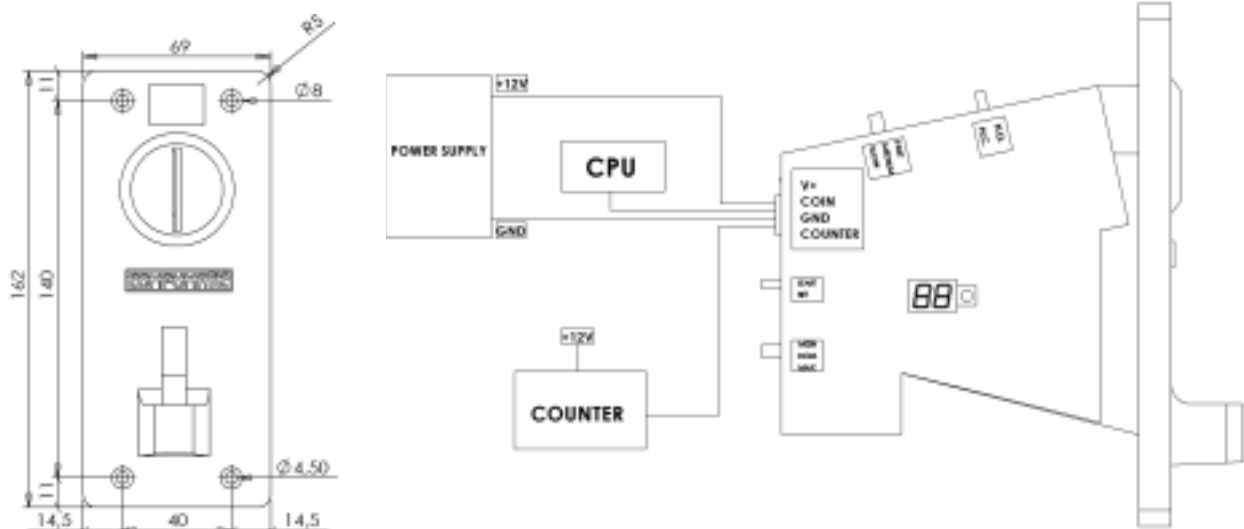 69
R5
11
Ø8
162
140
Ø4,50
11
14,5
40
14,5
+12V
POWER SUPPLY
CPU
GND
V+
COIN
GND
COUNTER
N.O.
N.C.
88
+12V
COUNTER